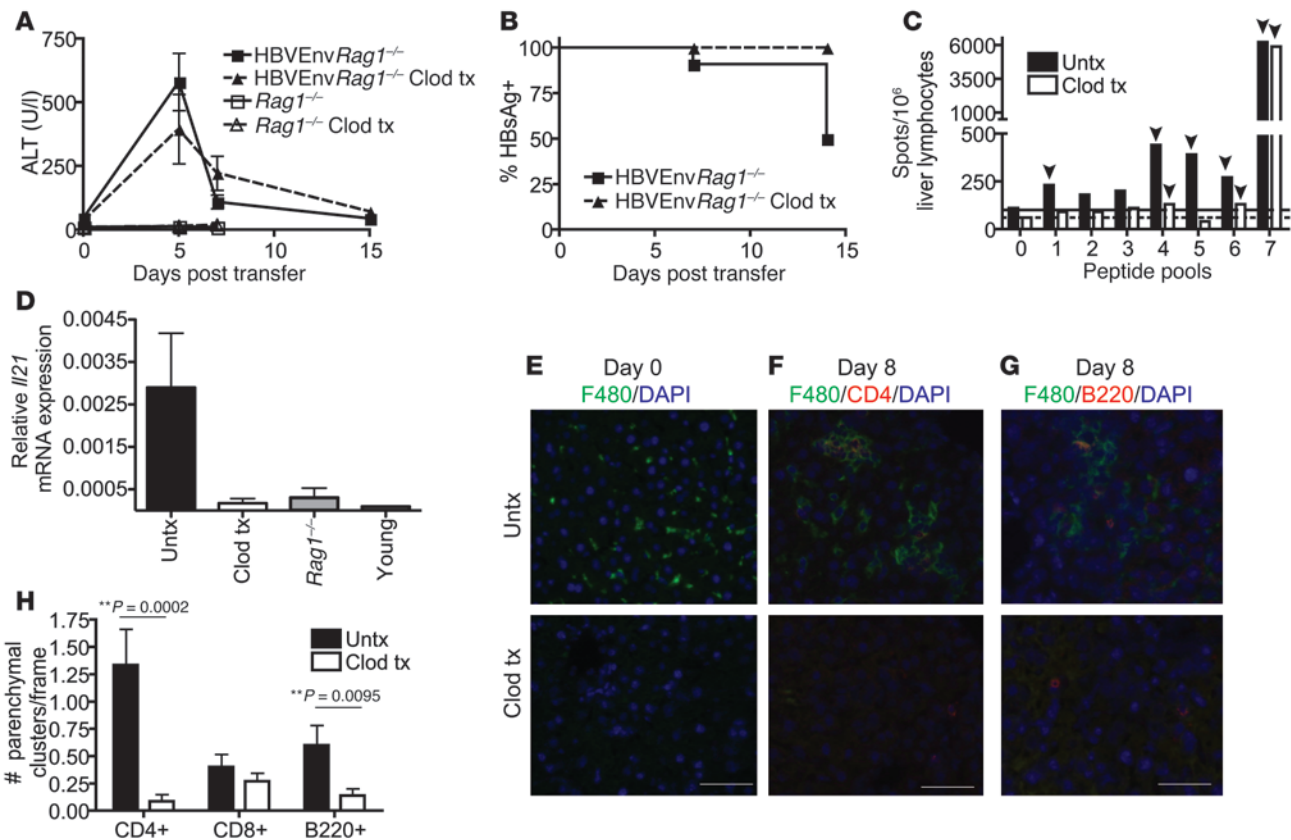 A
750
500
250
0
ALT (U/l)
0 5 10 15
Days post transfer
HBVEnvRag1–/–
HBVEnvRag1–/– Clod tx
Rag1–/–
Rag1–/– Clod tx
B
100
75
50
25
0
% HBsAg+
0 5 10 15
Days post transfer
HBVEnvRag1–/–
HBVEnvRag1–/– Clod tx
C
6000
3500
1000
500
250
0
Spots/10⁶
liver lymphocytes
Untx
Clod tx
0 1 2 3 4 5 6 7
Peptide pools
D
0.0045
0.0035
0.0025
0.0015
0.0005
Relative Il21
mRNA expression
Untx
Clod tx
Rag1–/–
Young
E
Day 0
F480/DAPI
F
Day 8
F480/CD4/DAPI
G
Day 8
F480/B220/DAPI
Untx
Clod tx
H
1.75
1.50
1.25
1.00
0.75
0.50
0.25
0.00
# parenchymal
clusters/frame
**P = 0.0002
**P = 0.0095
Untx
Clod tx
CD4+ CD8+ B220+